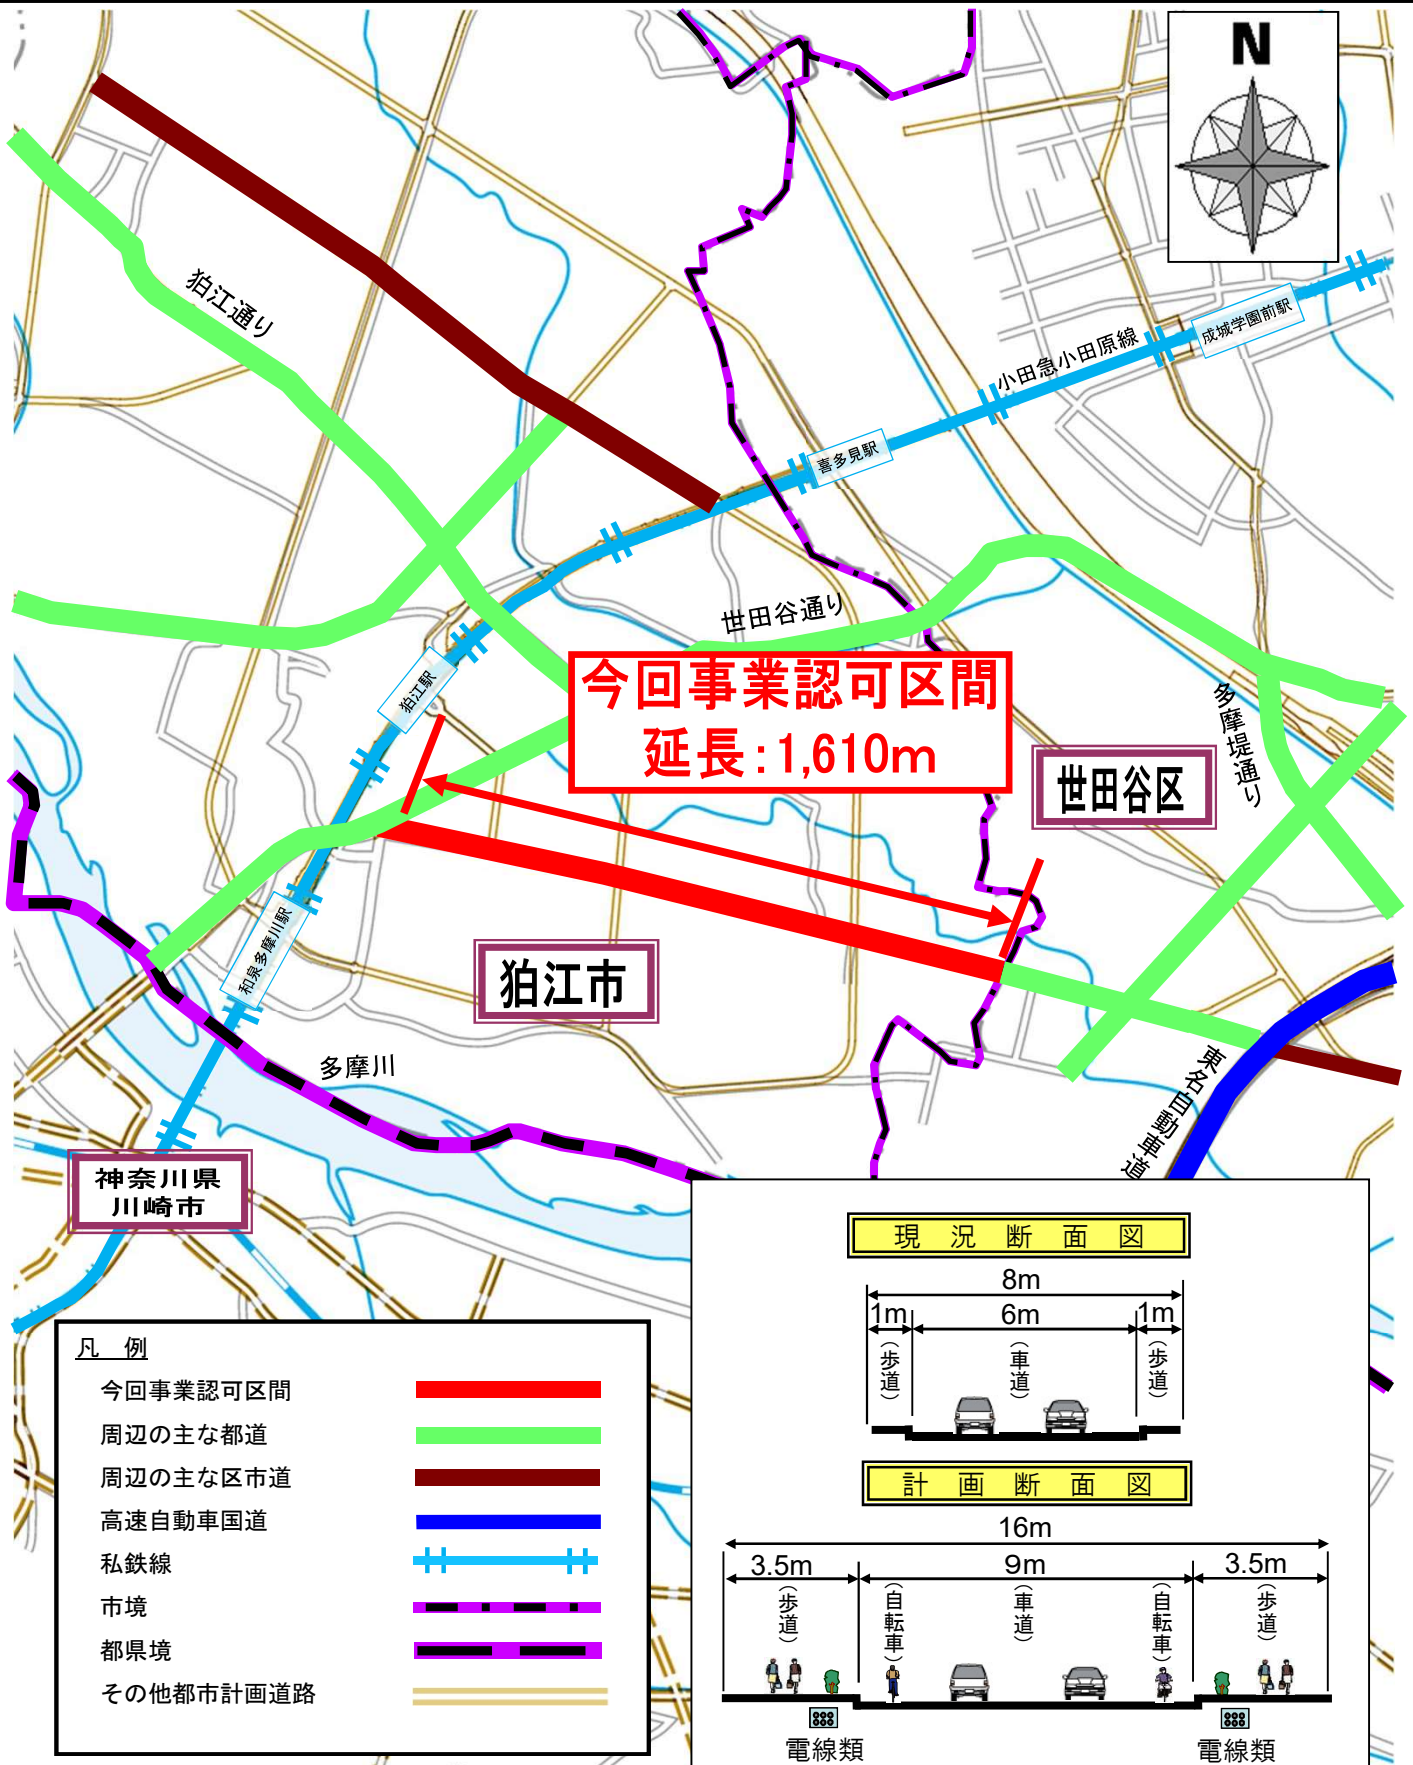 N
狛江通り
成城学園前駅
小田急小田原線
喜多見駅
世田谷通り
狛江駅
今回事業認可区間
延長：1,610m
多摩堤通り
世田谷区
和泉多摩川駅
狛江市
多摩川
東名自動車道
神奈川県
川崎市
現況断面図
8m
1m 6m 1m
（歩道） （車道） （歩道）
計画断面図
16m
3.5m 9m 3.5m
（歩道） （自転車） （車道） （自転車） （歩道）
電線類 電線類
凡 例
今回事業認可区間
周辺の主な都道
周辺の主な区市道
高速自動車国道
私鉄線
市境
都県境
その他都市計画道路